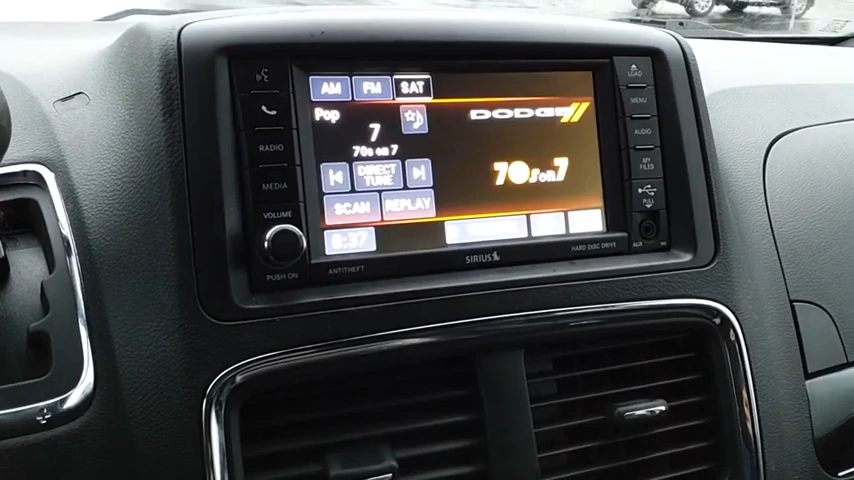 AM FM SAT
DODGE
Pop
7
70s on 7
DIRECT TUNE
SCAN REPLAY
70s on 7
8:37
RADIO
MEDIA
VOLUME
PUSH ON
ANTITHEFT
SIRIUS
HARD DISC DRIVE
LOAD
MENU
AUDIO
MY FILES
PULL
AUX